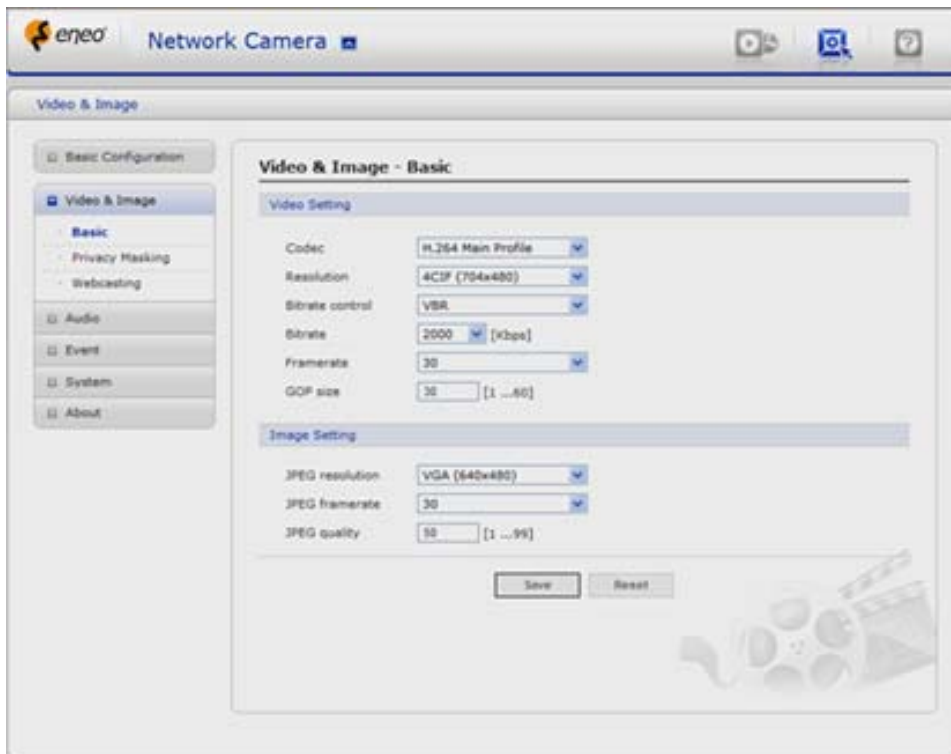 eneo
Network Camera
Video & Image
Basic Configuration
Video & Image
Basic
Privacy Masking
Webcasting
Audio
Event
System
About
Video & Image - Basic
Video Setting
Codec H.264 Main Profile
Resolution 4CIF (704x480)
Bitrate control VBR
Bitrate 2000 [Kbps]
Framerate 30
GOP size 30 [1 ...60]
Image Setting
JPEG resolution VGA (640x480)
JPEG framerate 30
JPEG quality 50 [1 ...99]
Save Reset